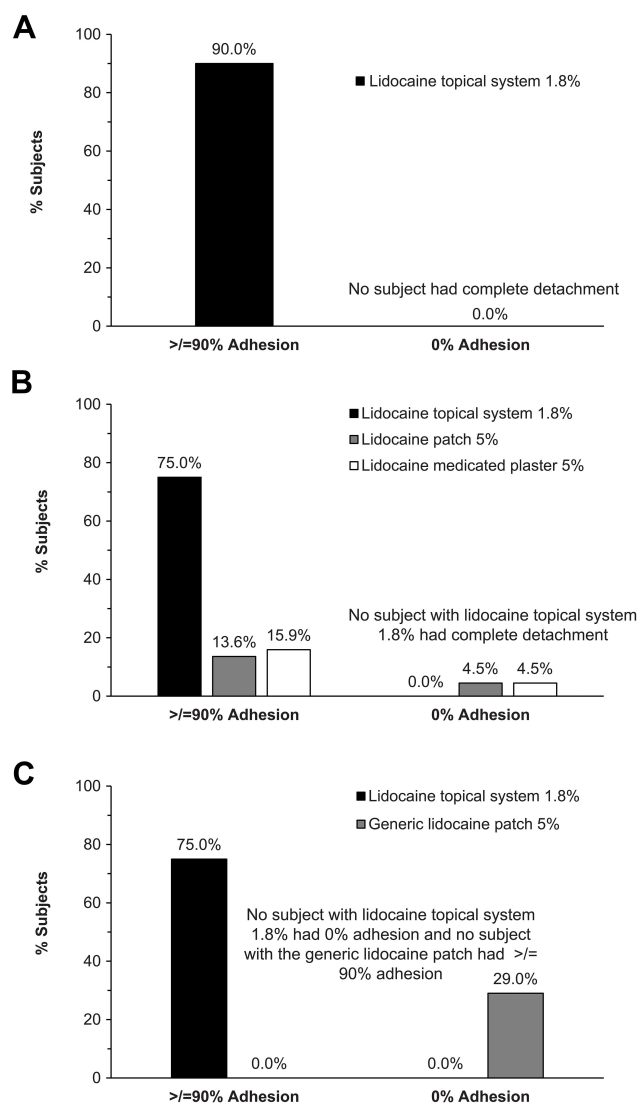 A
100
90.0%
Lidocaine topical system 1.8%
80
60
% Subjects
40
20
No subject had complete detachment
0.0%
0
>/=90% Adhesion
0% Adhesion
B
100
Lidocaine topical system 1.8%
Lidocaine patch 5%
Lidocaine medicated plaster 5%
80
75.0%
60
% Subjects
40
No subject with lidocaine topical system
1.8% had complete detachment
20
13.6%
15.9%
0.0%
4.5%
4.5%
0
>/=90% Adhesion
0% Adhesion
C
100
Lidocaine topical system 1.8%
Generic lidocaine patch 5%
80
75.0%
60
% Subjects
No subject with lidocaine topical system
1.8% had 0% adhesion and no subject
with the generic lidocaine patch had >/=
90% adhesion
40
29.0%
20
0.0%
0.0%
0
>/=90% Adhesion
0% Adhesion